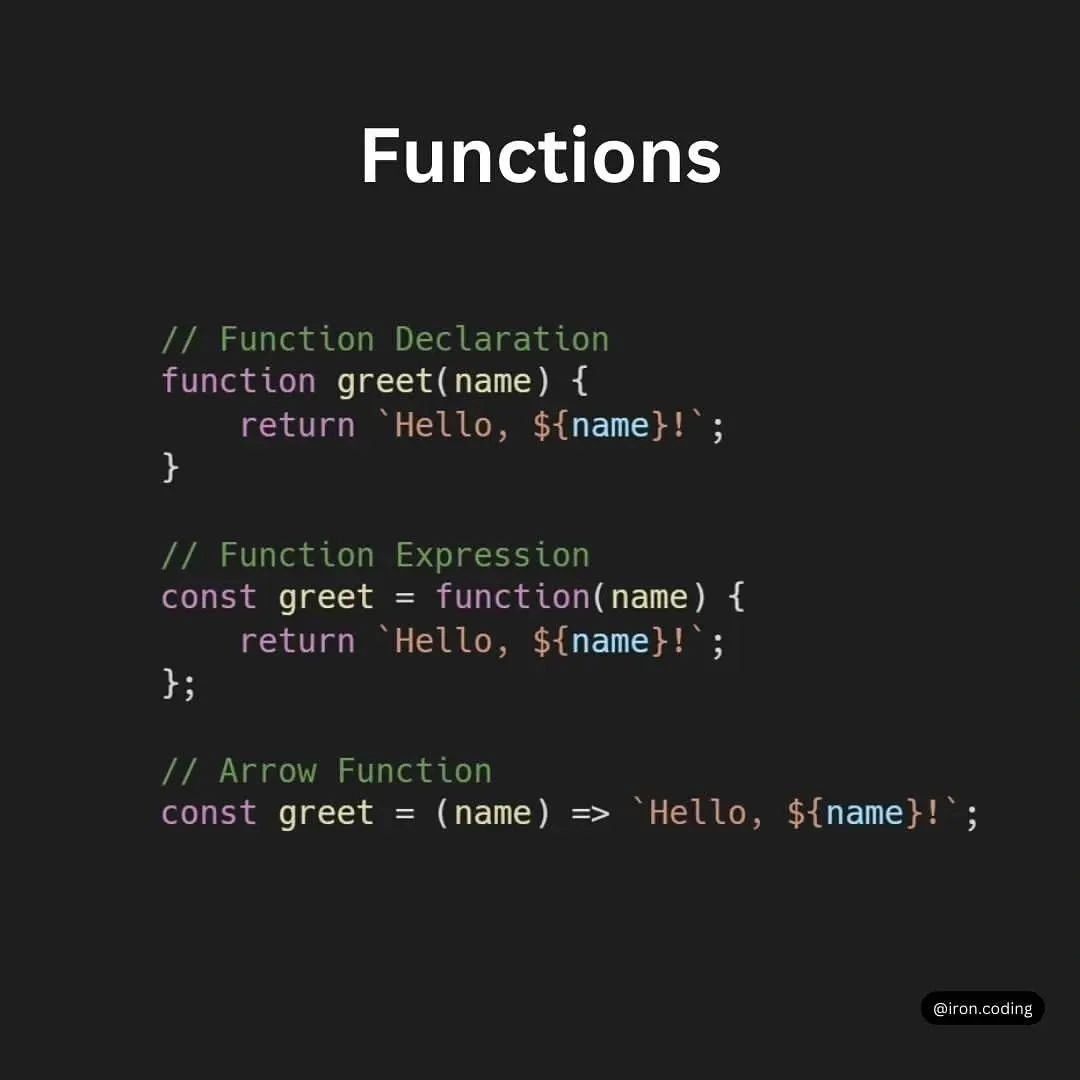 Functions
// Function Declaration
function greet(name) {
    return `Hello, ${name}!`;
}
// Function Expression
const greet = function(name) {
    return `Hello, ${name}!`;
};
// Arrow Function
const greet = (name) => `Hello, ${name}!`;
@iron.coding